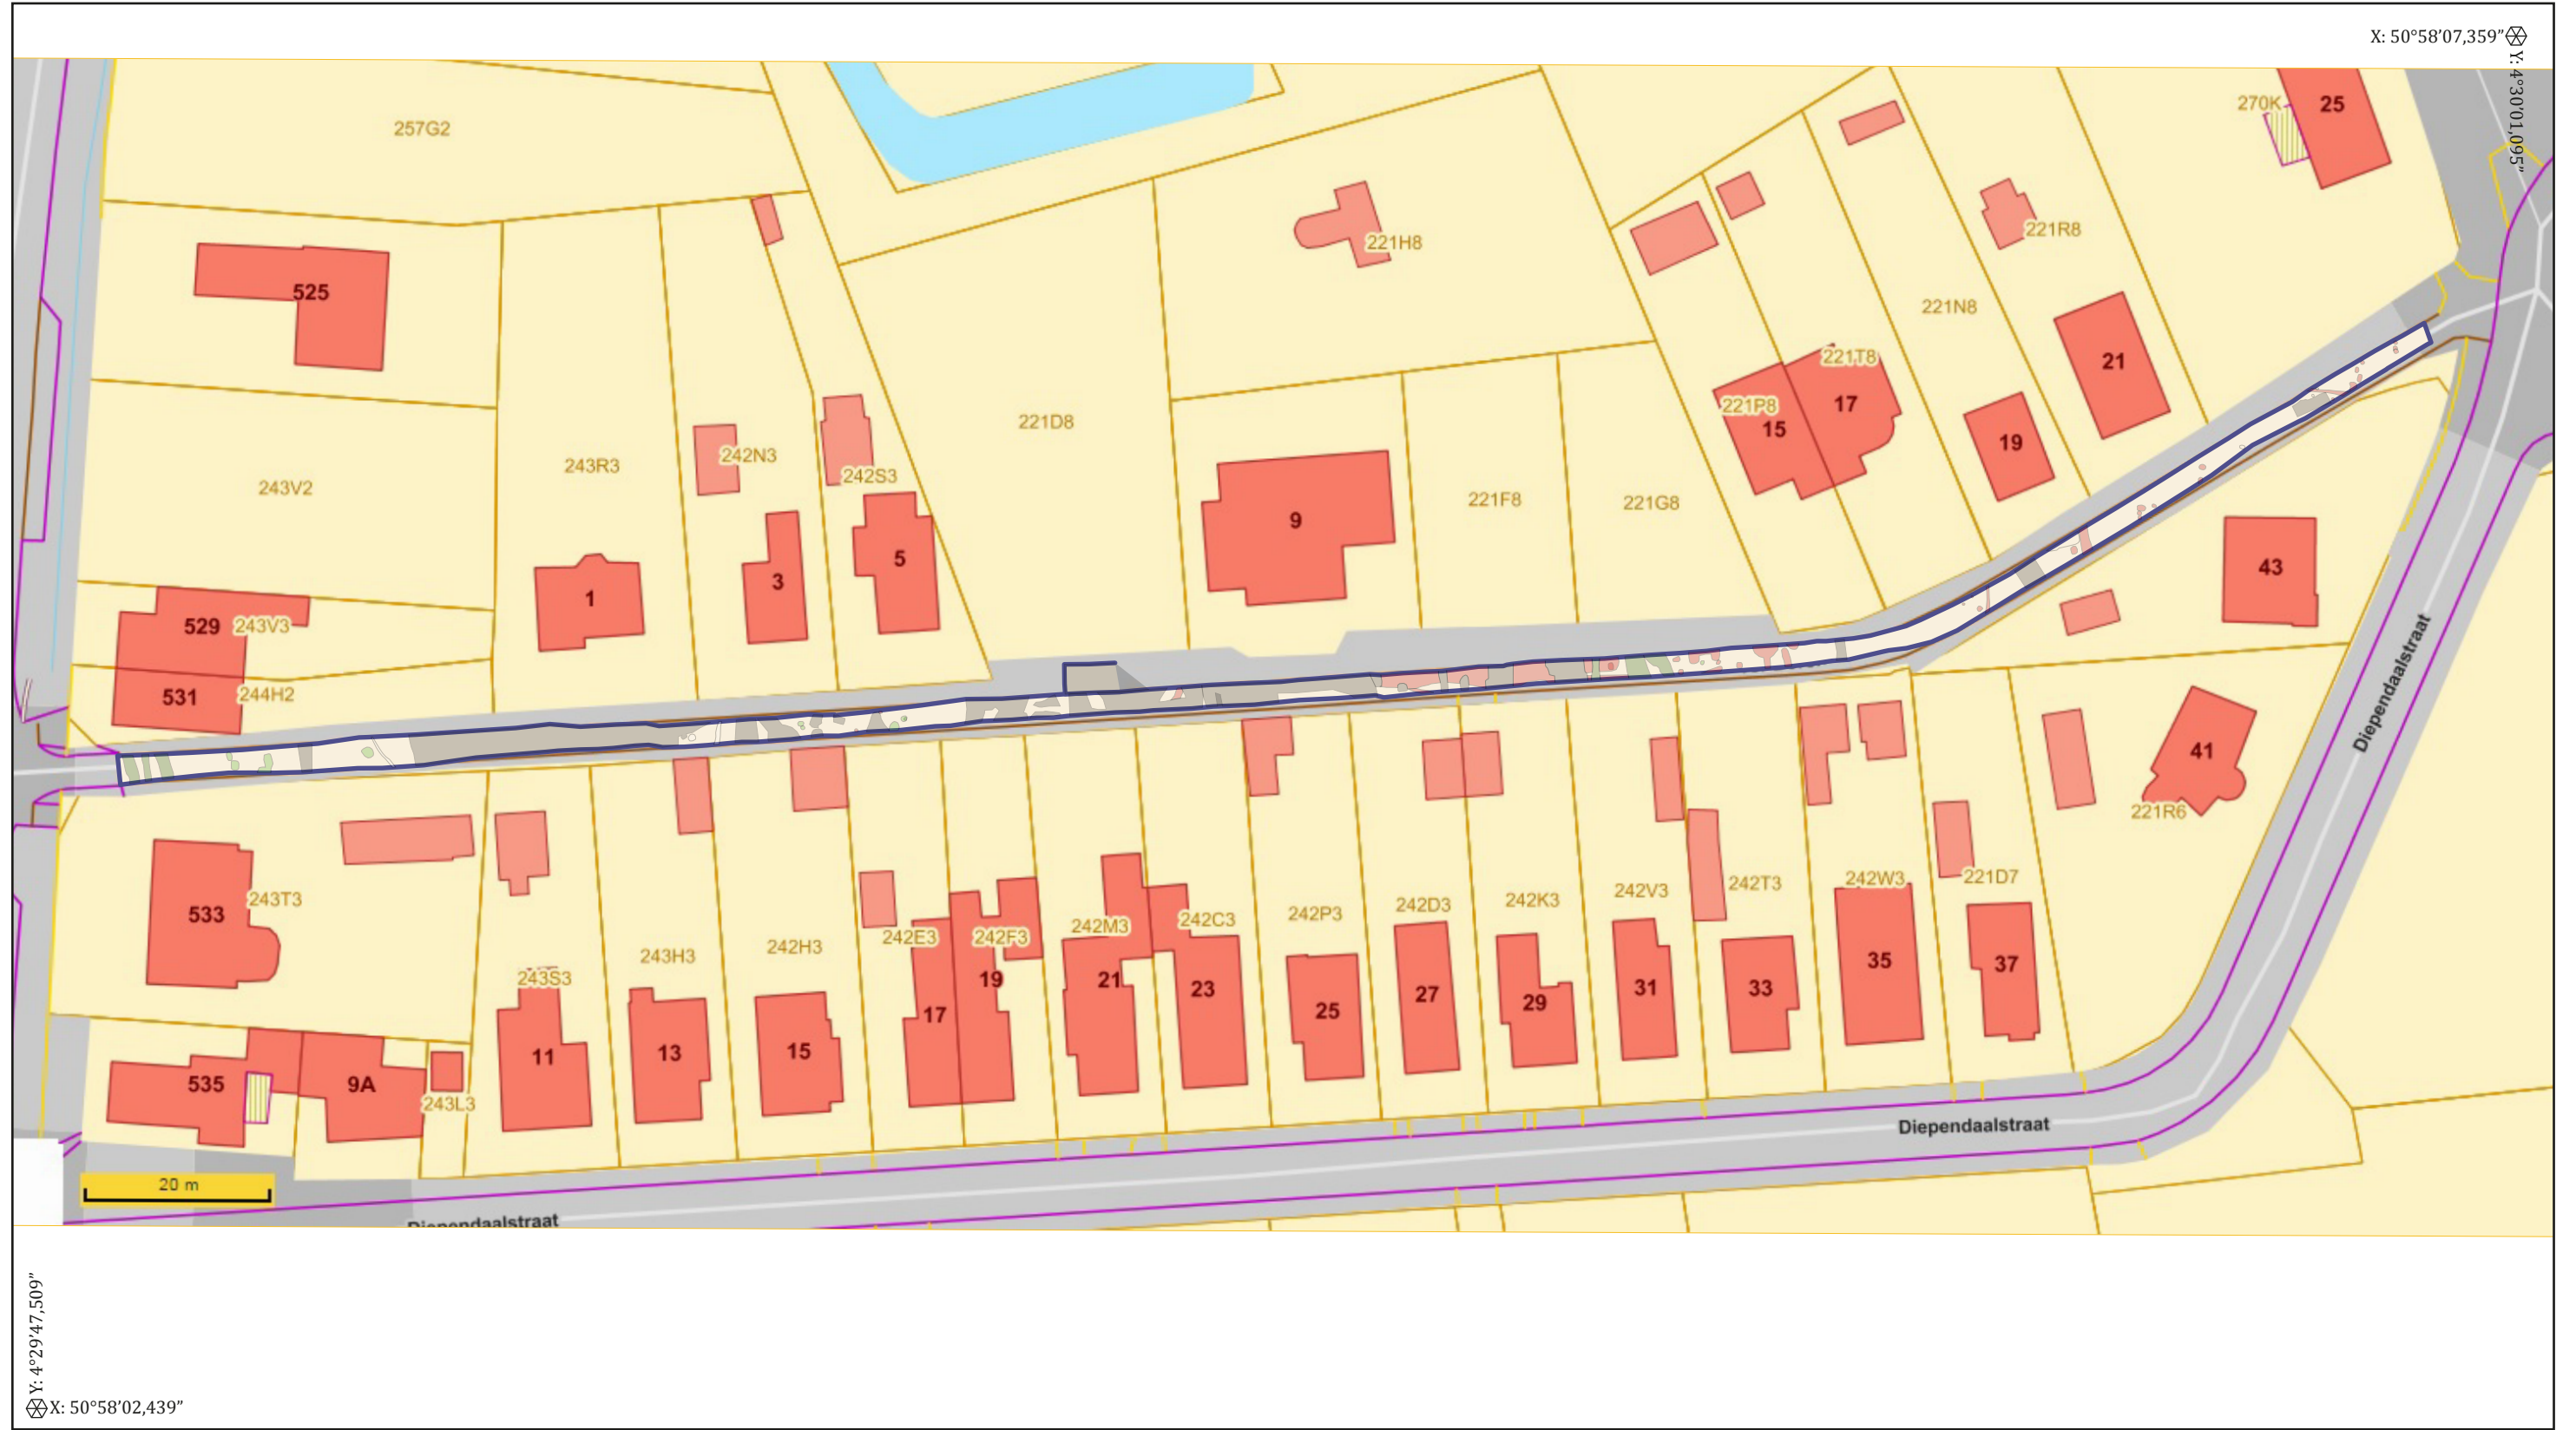 X: 50°58’07,359”
Y: 4°30’01,095”
270K
25
257G2
221H8
221R8
525
221N8
221T8
21
221P8
17
15
19
221D8
243R3
242N3
242S3
243V2
221F8
221G8
9
5
3
1
43
529
243V3
531
244H2
Diependaalstraat
41
221R6
533
243T3
243S3
243H3
242H3
242E3
242F3
242M3
242C3
242P3
242D3
242K3
242V3
242T3
242W3
221D7
535
9A
243L3
11
13
15
17
19
21
23
25
27
29
31
33
35
37
Diependaalstraat
20 m
Diependaalstraat
Y: 4°29’47,509”
X: 50°58’02,439”